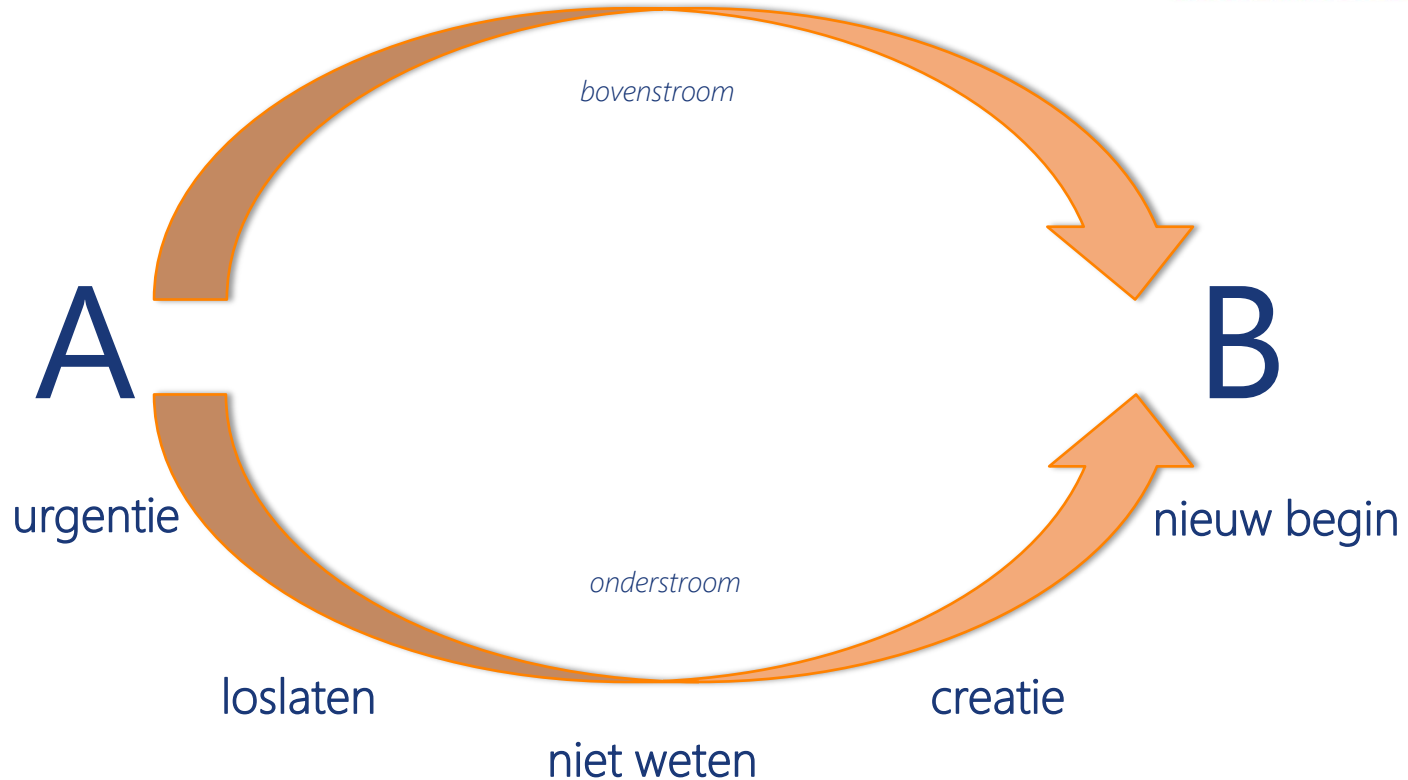 bovenstroom
A
B
urgentie
nieuw begin
onderstroom
loslaten
creatie
niet weten